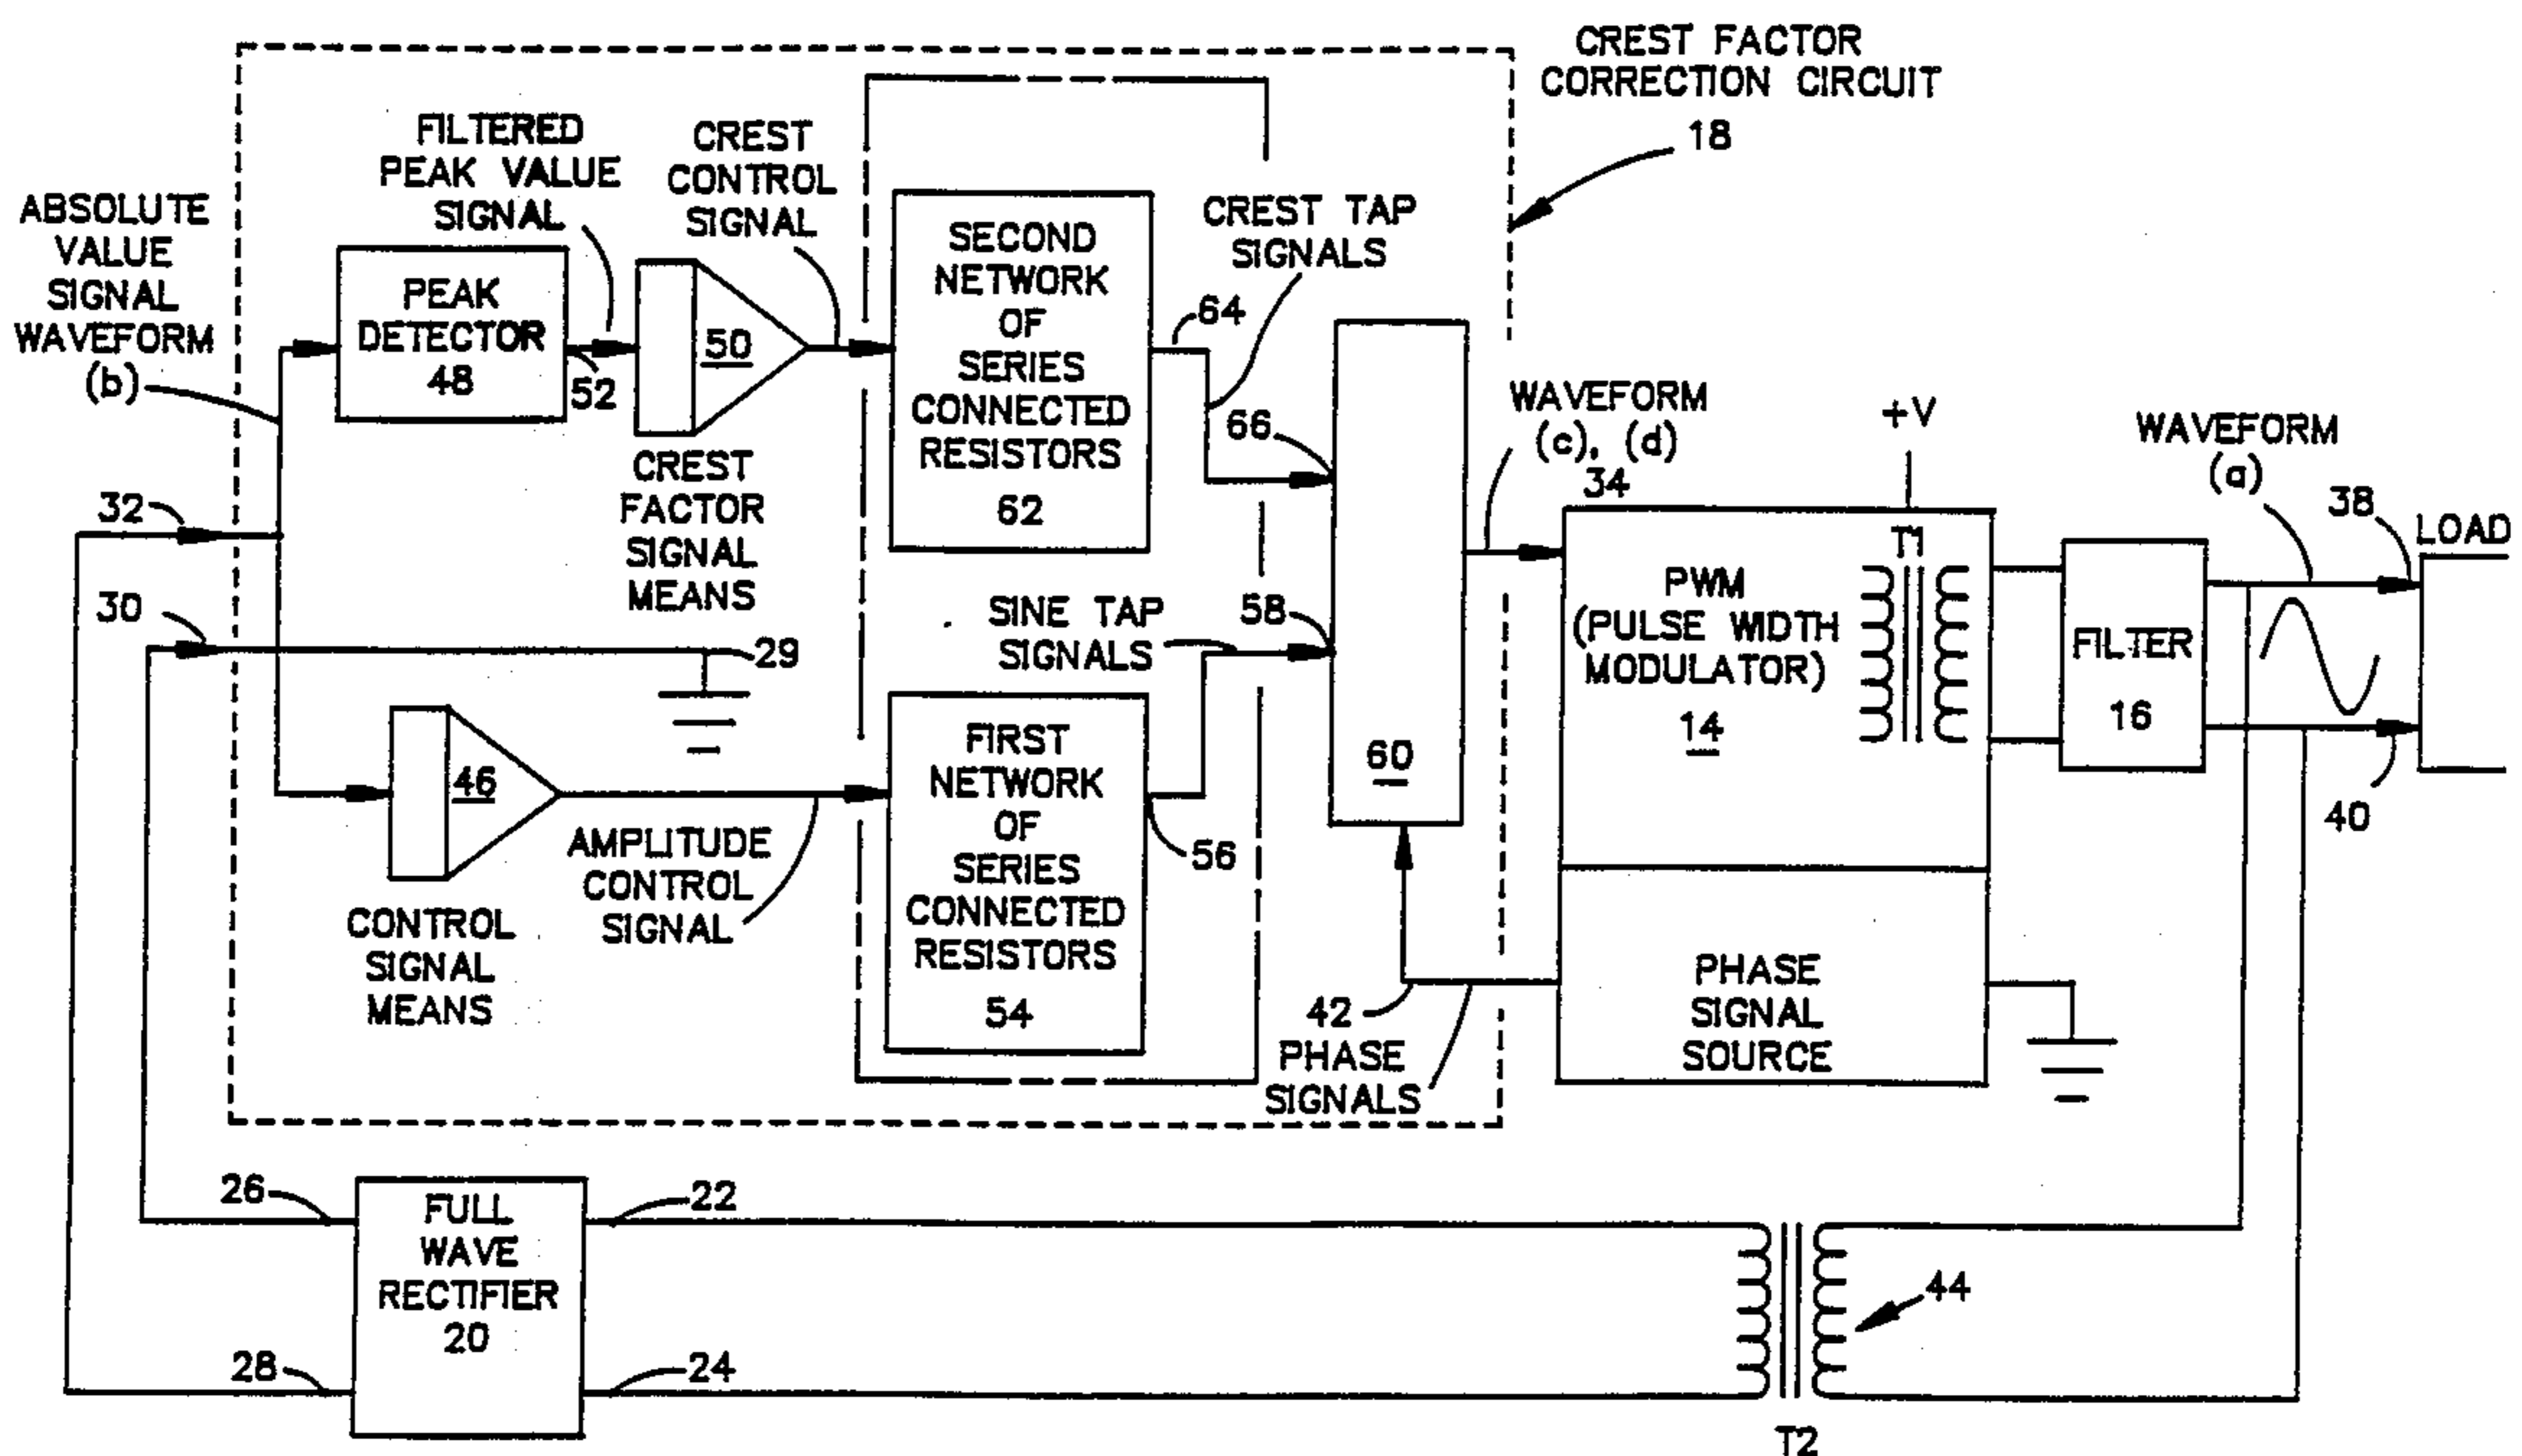 CREST FACTOR
CORRECTION CIRCUIT
18
FILTERED
PEAK VALUE
SIGNAL
CREST
CONTROL
SIGNAL
ABSOLUTE
VALUE
SIGNAL
WAVEFORM
(b)
PEAK
DETECTOR
48
52
50
CREST
FACTOR
SIGNAL
MEANS
SECOND
NETWORK
OF
SERIES
CONNECTED
RESISTORS
62
CREST TAP
SIGNALS
64
66
WAVEFORM
(c), (d)
34
+V
WAVEFORM
(a)
38
LOAD
32
30
29
SINE TAP
SIGNALS
58
60
PWM
(PULSE WIDTH
MODULATOR)
14
T1
FILTER
16
40
46
CONTROL
SIGNAL
MEANS
AMPLITUDE
CONTROL
SIGNAL
FIRST
NETWORK
OF
SERIES
CONNECTED
RESISTORS
54
56
42
PHASE
SIGNALS
PHASE
SIGNAL
SOURCE
26
28
FULL
WAVE
RECTIFIER
20
22
24
44
T2